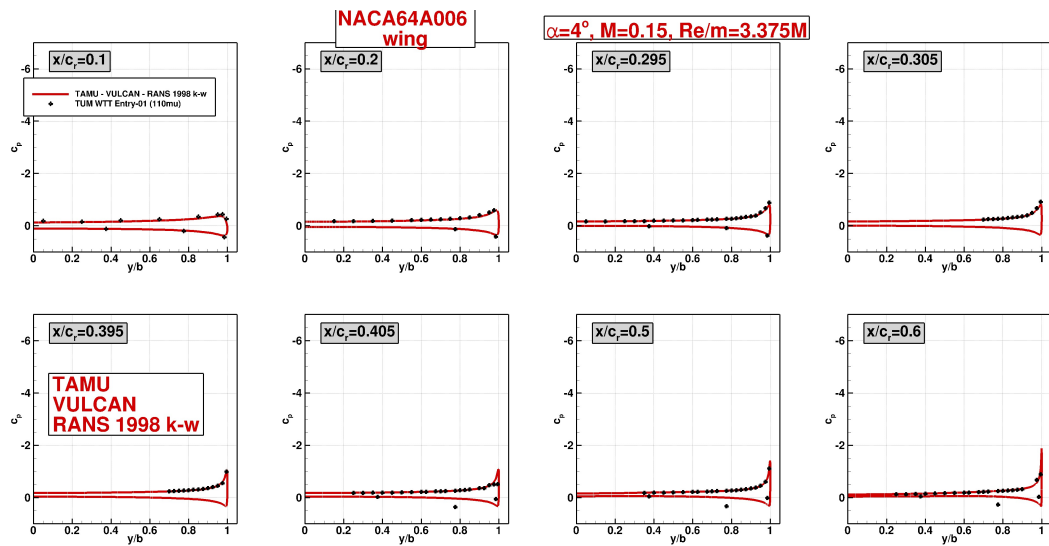 NACA64A006
wing
α=4°, M=0.15, Re/m=3.375M
x/cr=0.1
x/cr=0.2
x/cr=0.295
x/cr=0.305
TAMU - VULCAN - RANS 1998 k-w
TUM WTT Entry-01 (110mu)
-6
-4
-2
0
cp
0 0.2 0.4 0.6 0.8 1
y/b
-6
-4
-2
0
cp
0 0.2 0.4 0.6 0.8 1
y/b
-6
-4
-2
0
cp
0 0.2 0.4 0.6 0.8 1
y/b
-6
-4
-2
0
cp
0 0.2 0.4 0.6 0.8 1
y/b
x/cr=0.395
x/cr=0.405
x/cr=0.5
x/cr=0.6
TAMU
VULCAN
RANS 1998 k-w
-6
-4
-2
0
cp
0 0.2 0.4 0.6 0.8 1
y/b
-6
-4
-2
0
cp
0 0.2 0.4 0.6 0.8 1
y/b
-6
-4
-2
0
cp
0 0.2 0.4 0.6 0.8 1
y/b
-6
-4
-2
0
cp
0 0.2 0.4 0.6 0.8 1
y/b